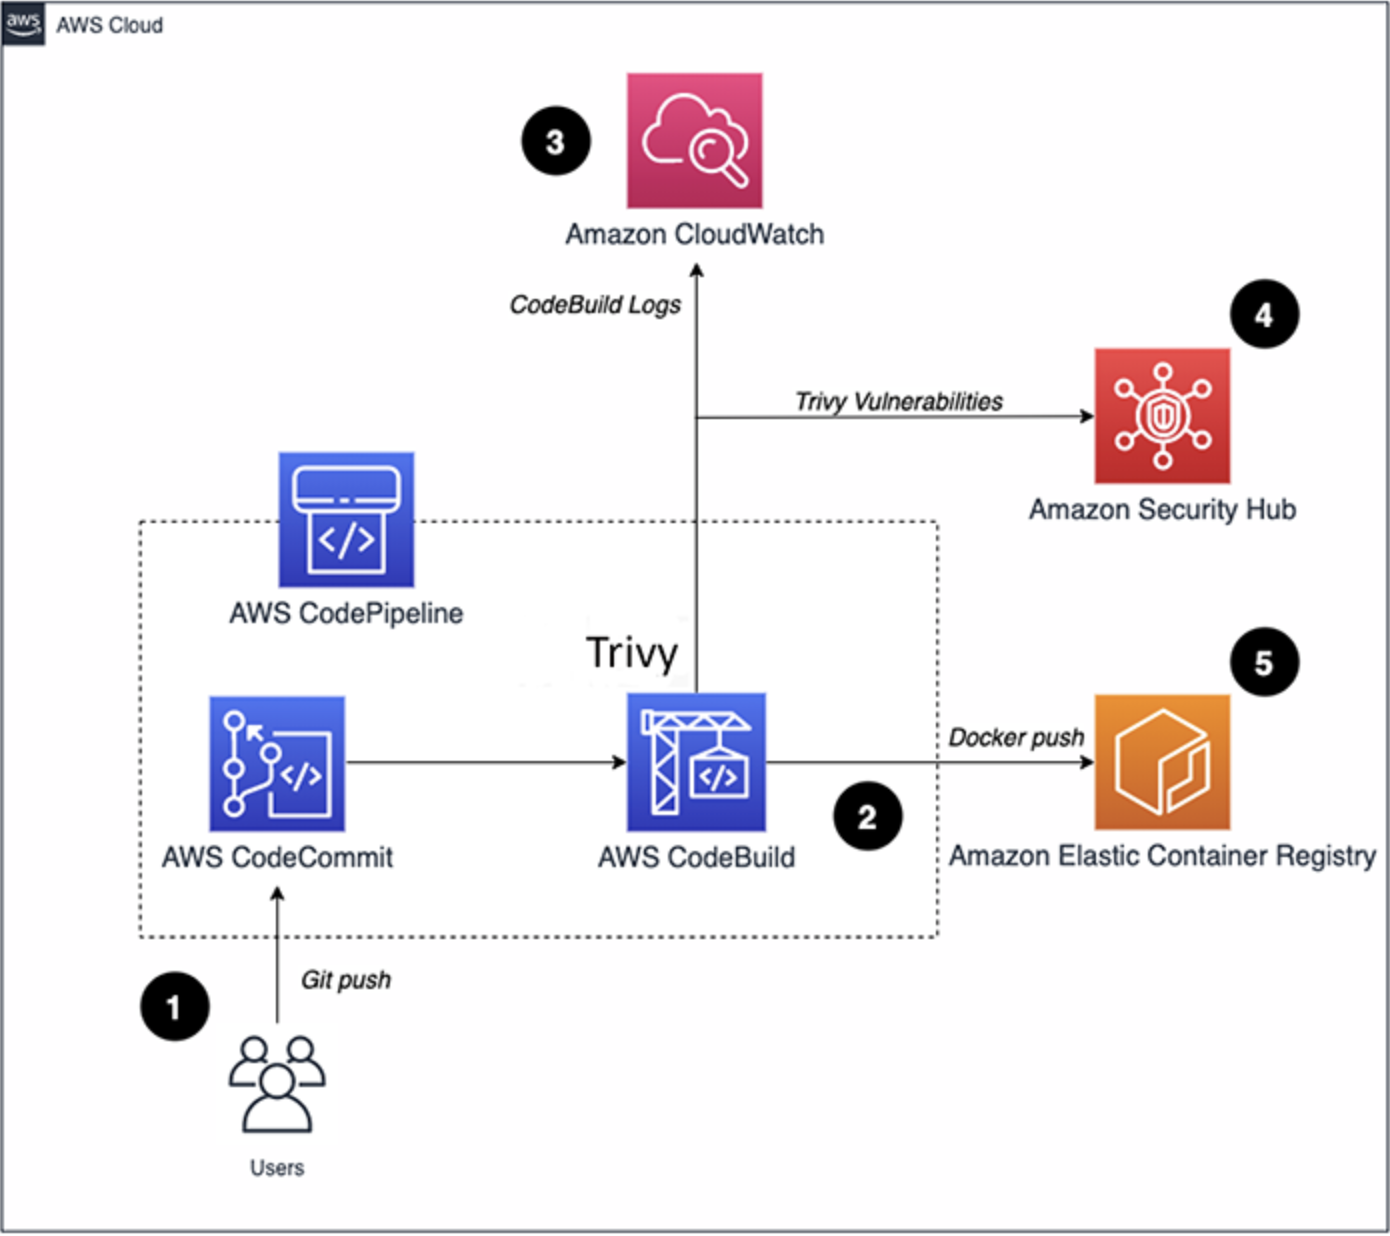 aws
AWS Cloud
3
Amazon CloudWatch
CodeBuild Logs
4
Trivy Vulnerabilities
Amazon Security Hub
</>
AWS CodePipeline
Trivy
5
</>
</>
Docker push
2
AWS CodeCommit
AWS CodeBuild
Amazon Elastic Container Registry
1
Git push
Users